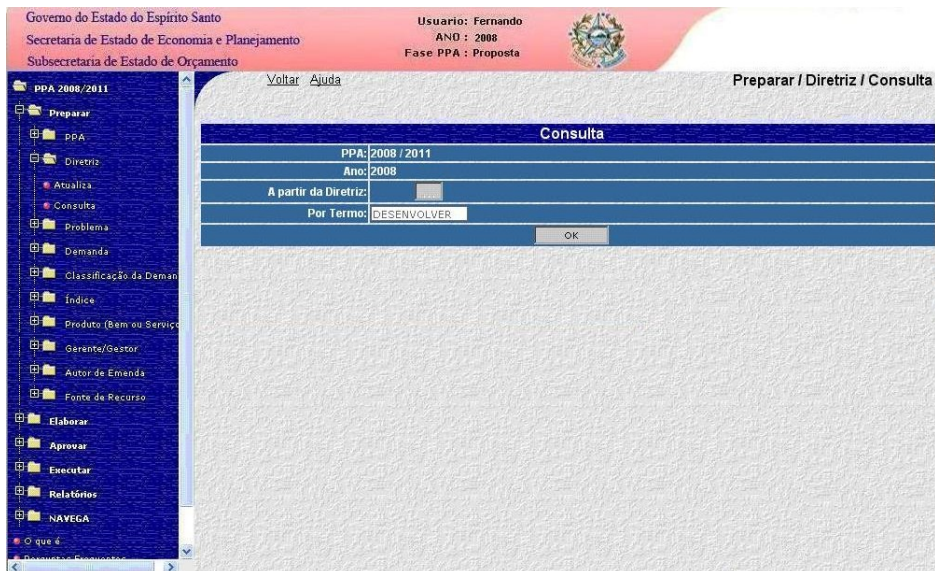 Governo do Estado do Espírito Santo
Secretaria de Estado de Economia e Planejamento
Subsecretaria de Estado de Orçamento
Usuario: Fernando
ANO : 2008
Fase PPA : Proposta
Voltar Ajuda
Preparar / Diretriz / Consulta
PPA 2008/2011
Preparar
PPA
Diretriz
Atualiza
Consulta
Problema
Demanda
Classificação da Deman
Índice
Produto (Bem ou Serviço
Gerente/Gestor
Autor de Emenda
Fonte de Recurso
Elaborar
Aprovar
Executar
Relatórios
NAVEGA
O que é
Perguntas Frequentes
Consulta
PPA: 2008 / 2011
Ano: 2008
A partir da Diretriz: ...
Por Termo: DESENVOLVER
OK